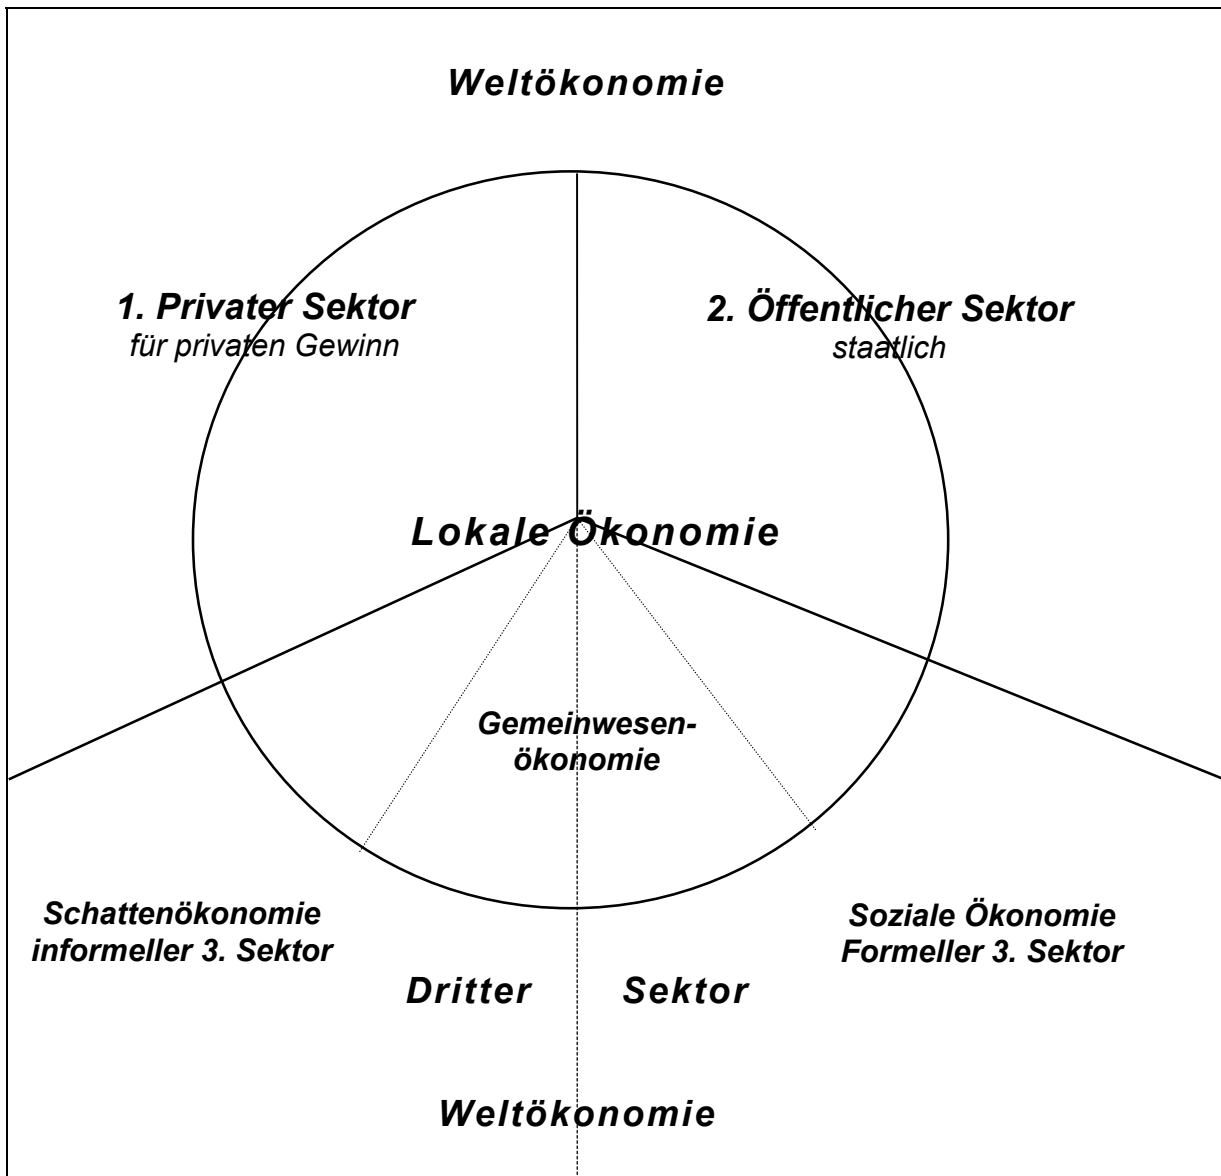 Weltökonomie
1. Privater Sektor
für privaten Gewinn
2. Öffentlicher Sektor
staatlich
Lokale Ökonomie
Gemeinwesen-
ökonomie
Schattenökonomie
informeller 3. Sektor
Soziale Ökonomie
Formeller 3. Sektor
Dritter Sektor
Weltökonomie